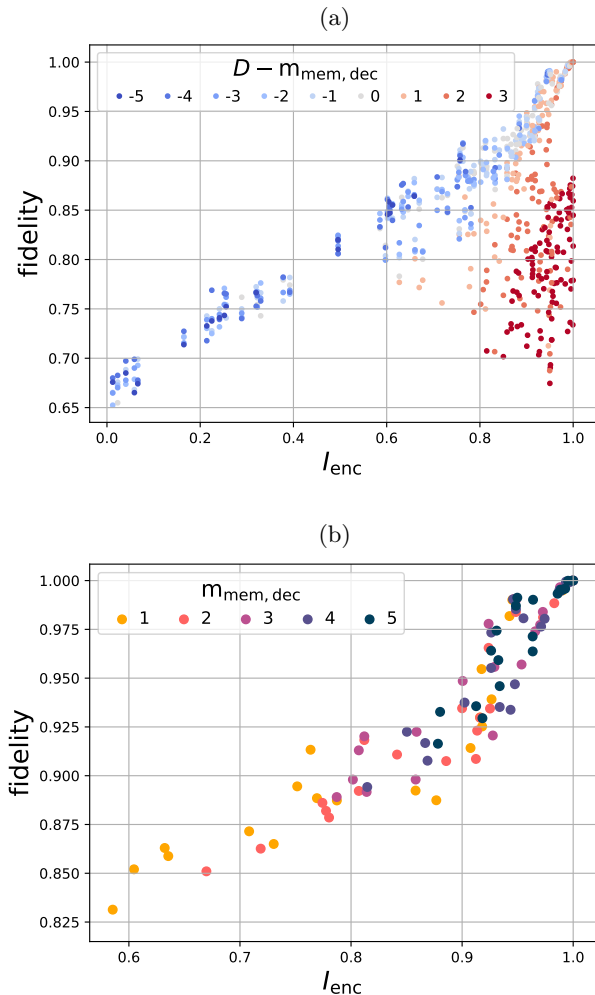 (a)
D − m_mem, dec
-5 -4 -3 -2 -1 0 1 2 3
fidelity
1.00
0.95
0.90
0.85
0.80
0.75
0.70
0.65
0.0 0.2 0.4 0.6 0.8 1.0
I_enc
(b)
m_mem, dec
1 2 3 4 5
fidelity
1.000
0.975
0.950
0.925
0.900
0.875
0.850
0.825
0.6 0.7 0.8 0.9 1.0
I_enc